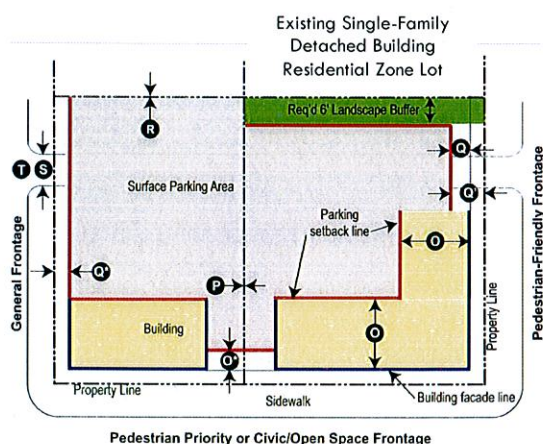 Existing Single-Family
Detached Building
Residential Zone Lot
Req'd 6' Landscape Buffer
R
Q
T S
Surface Parking Area
Q
Parking
setback line
O
General Frontage
Pedestrian-Friendly Frontage
Q*
P
Property Line
Building
O
O*
Property Line
Sidewalk
Building facade line
Pedestrian Priority or Civic/Open Space Frontage